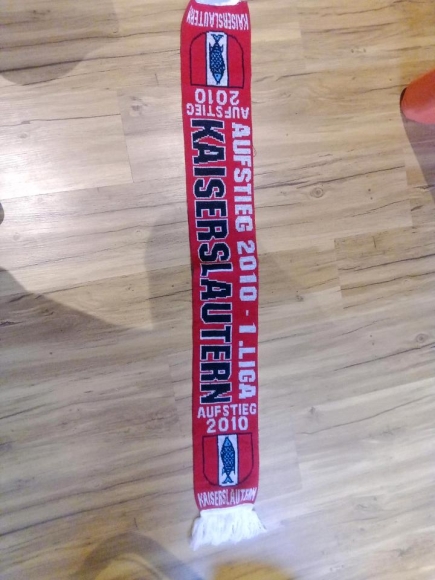 KAISERSLAUTERN
AUFSTIEG
2010
AUFSTIEG 2010 - 1.LIGA
KAISERSLAUTERN
AUFSTIEG
2010
KAISERSLAUTERN